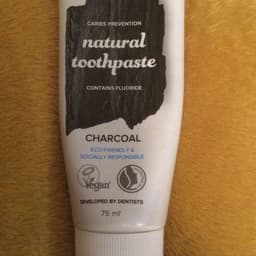 CARIES PREVENTION
natural
toothpaste
CONTAINS FLUORIDE
CHARCOAL
ECO-FRIENDLY &
SOCIALLY RESPONSIBLE
Vegan
DEVELOPED BY DENTISTS
75 ml